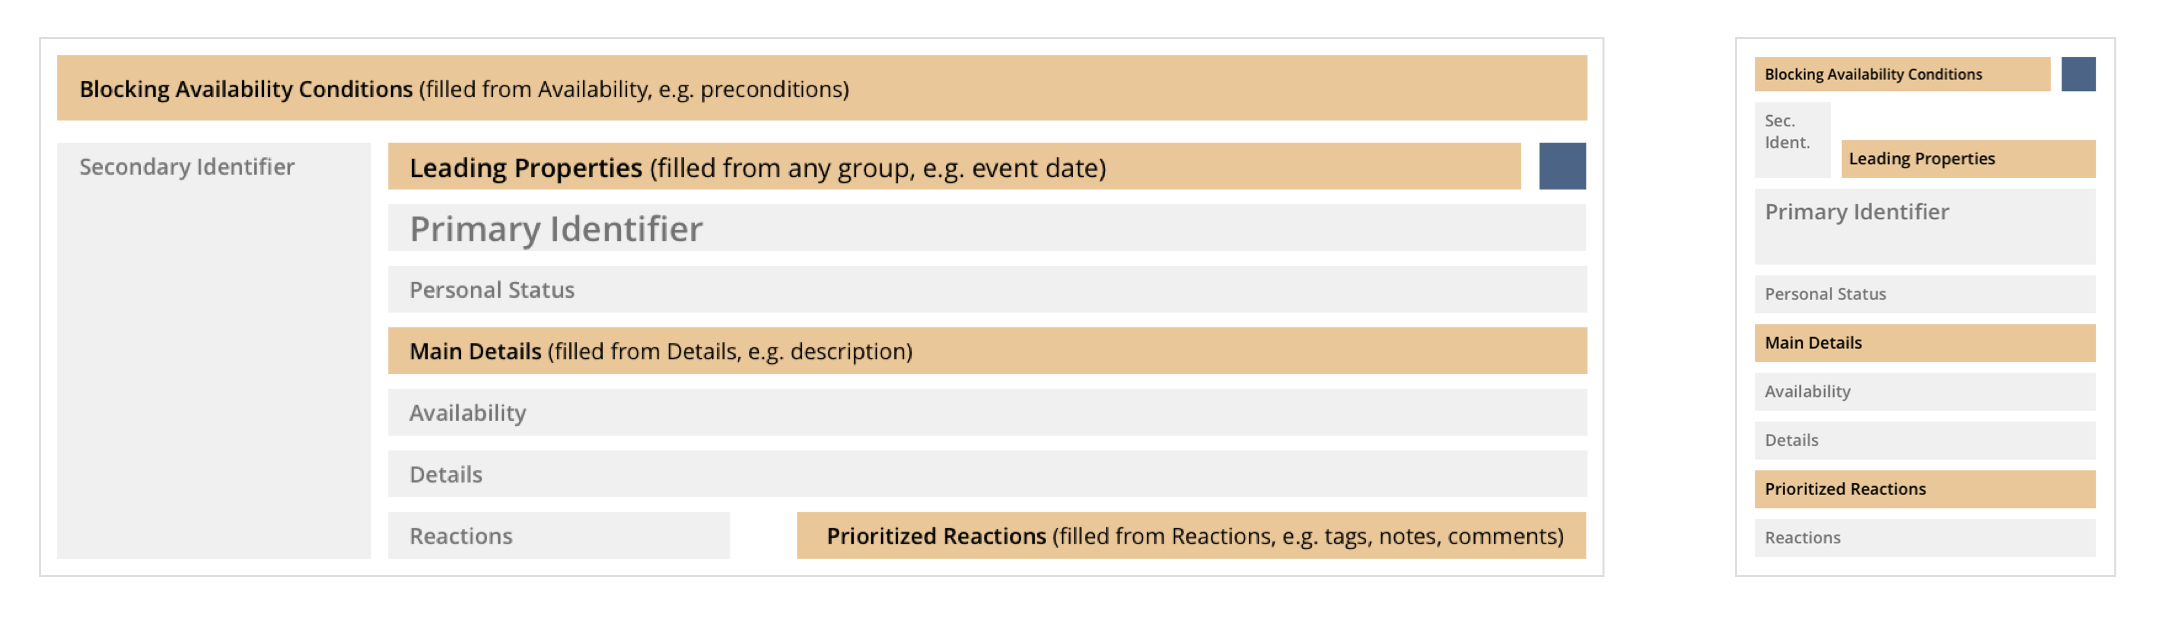 Blocking Availability Conditions (filled from Availability, e.g. preconditions)
Secondary Identifier
Leading Properties (filled from any group, e.g. event date)
Primary Identifier
Personal Status
Main Details (filled from Details, e.g. description)
Availability
Details
Reactions
Prioritized Reactions (filled from Reactions, e.g. tags, notes, comments)
Blocking Availability Conditions
Sec.
Ident.
Leading Properties
Primary Identifier
Personal Status
Main Details
Availability
Details
Prioritized Reactions
Reactions